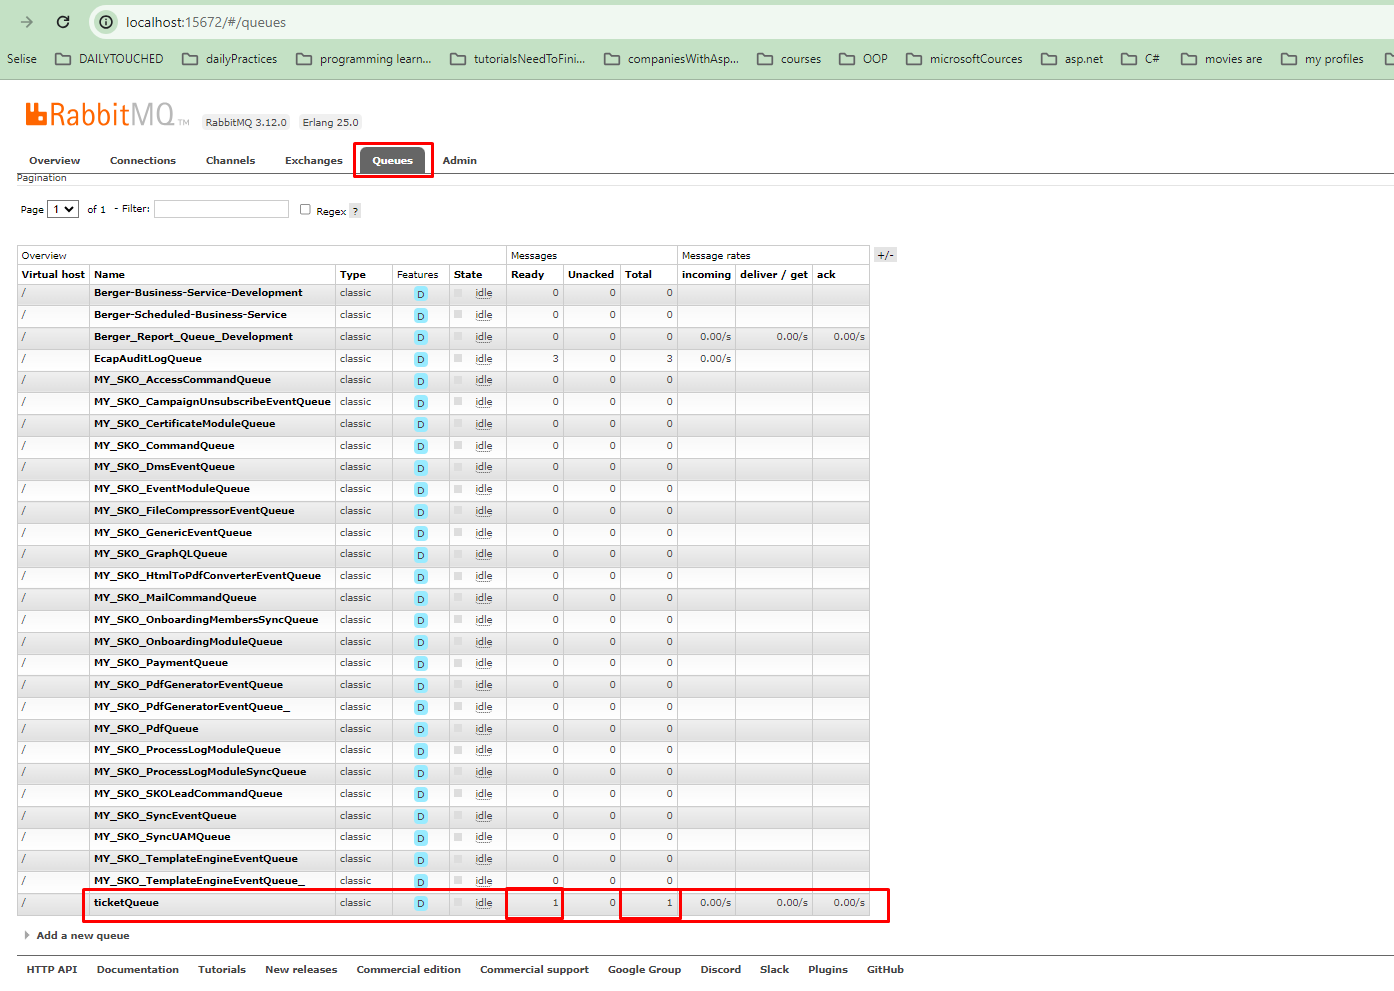 localhost:15672/#/queues
Selise DAILYTOUCHED dailyPractices programming learn... tutorialsNeedToFini... companiesWithAsp... courses OOP microsoftCources asp.net C# movies are my profiles
RabbitMQ TM RabbitMQ 3.12.0 Erlang 25.0
Overview Connections Channels Exchanges Queues Admin
Pagination
Page 1 of 1 - Filter: Regex ?
Overview Messages Message rates +/-
Virtual host Name Type Features State Ready Unacked Total incoming deliver / get ack
/ Berger-Business-Service-Development classic D idle 0 0 0
/ Berger-Scheduled-Business-Service classic D idle 0 0 0
/ Berger_Report_Queue_Development classic D idle 0 0 0 0.00/s 0.00/s 0.00/s
/ EcapAuditLogQueue classic D idle 3 0 3 0.00/s
/ MY_SKO_AccessCommandQueue classic D idle 0 0 0
/ MY_SKO_CampaignUnsubscribeEventQueue classic D idle 0 0 0
/ MY_SKO_CertificateModuleQueue classic D idle 0 0 0
/ MY_SKO_CommandQueue classic D idle 0 0 0
/ MY_SKO_DmsEventQueue classic D idle 0 0 0
/ MY_SKO_EventModuleQueue classic D idle 0 0 0
/ MY_SKO_FileCompressorEventQueue classic D idle 0 0 0
/ MY_SKO_GenericEventQueue classic D idle 0 0 0
/ MY_SKO_GraphQLQueue classic D idle 0 0 0
/ MY_SKO_HtmlToPdfConverterEventQueue classic D idle 0 0 0
/ MY_SKO_MailCommandQueue classic D idle 0 0 0
/ MY_SKO_OnboardingMembersSyncQueue classic D idle 0 0 0
/ MY_SKO_OnboardingModuleQueue classic D idle 0 0 0
/ MY_SKO_PaymentQueue classic D idle 0 0 0
/ MY_SKO_PdfGeneratorEventQueue classic D idle 0 0 0
/ MY_SKO_PdfGeneratorEventQueue_ classic D idle 0 0 0
/ MY_SKO_PdfQueue classic D idle 0 0 0
/ MY_SKO_ProcessLogModuleQueue classic D idle 0 0 0
/ MY_SKO_ProcessLogModuleSyncQueue classic D idle 0 0 0
/ MY_SKO_SKOLeadCommandQueue classic D idle 0 0 0
/ MY_SKO_SyncEventQueue classic D idle 0 0 0
/ MY_SKO_SyncUAMQueue classic D idle 0 0 0
/ MY_SKO_TemplateEngineEventQueue classic D idle 0 0 0
/ MY_SKO_TemplateEngineEventQueue_ classic D idle 0 0 0
/ ticketQueue classic D idle 1 0 1 0.00/s 0.00/s 0.00/s
Add a new queue
HTTP API Documentation Tutorials New releases Commercial edition Commercial support Google Group Discord Slack Plugins GitHub